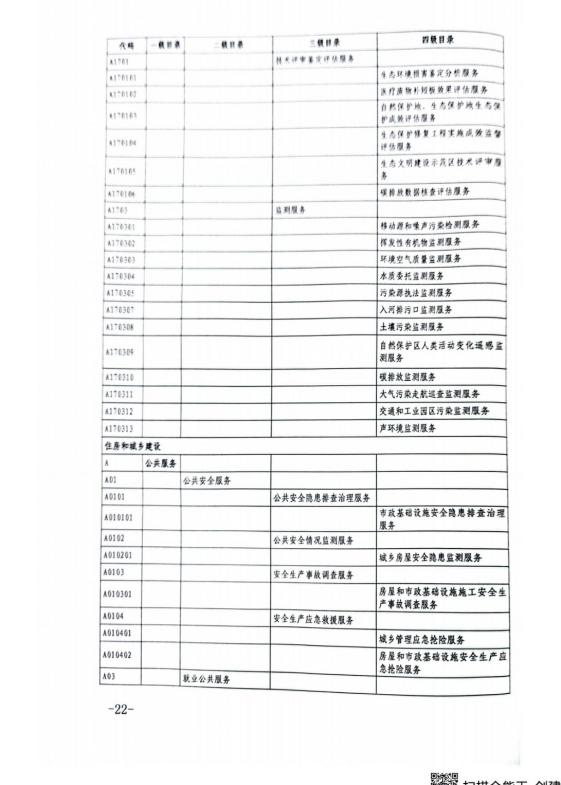 代码 一级目录 二级目录 三级目录 四级目录
A1701 技术评审鉴定评估服务
A170101 生态环境损害鉴定分析服务
A170102 医疗废物补短板效果评估服务
A170103 自然保护地、生态保护地生态保
护成效评估服务
A170104 生态保护修复工程实施成效监督
评估服务
A170105 生态文明建设示范区技术评审服
务
A170106 碳排放数据核查评估服务
A1703 监测服务
A170301 移动源和噪声污染检测服务
A170302 挥发性有机物监测服务
A170303 环境空气质量监测服务
A170304 水质委托监测服务
A170305 污染源执法监测服务
A170307 入河排污口监测服务
A170308 土壤污染监测服务
A170309 自然保护区人类活动变化遥感监
测服务
A170310 碳排放监测服务
A170311 大气污染走航巡查监测服务
A170312 交通和工业园区污染监测服务
A170313 声环境监测服务
住房和城乡建设
A 公共服务
A01 公共安全服务
A0101 公共安全隐患排查治理服务
A010101 市政基础设施安全隐患排查治理
服务
A0102 公共安全情况监测服务
A010201 城乡房屋安全隐患监测服务
A0103 安全生产事故调查服务
A010301 房屋和市政基础设施施工安全生
产事故调查服务
A0104 安全生产应急救援服务
A010401 城乡管理应急抢险服务
A010402 房屋和市政基础设施安全生产应
急抢险服务
A03 就业公共服务
-22-